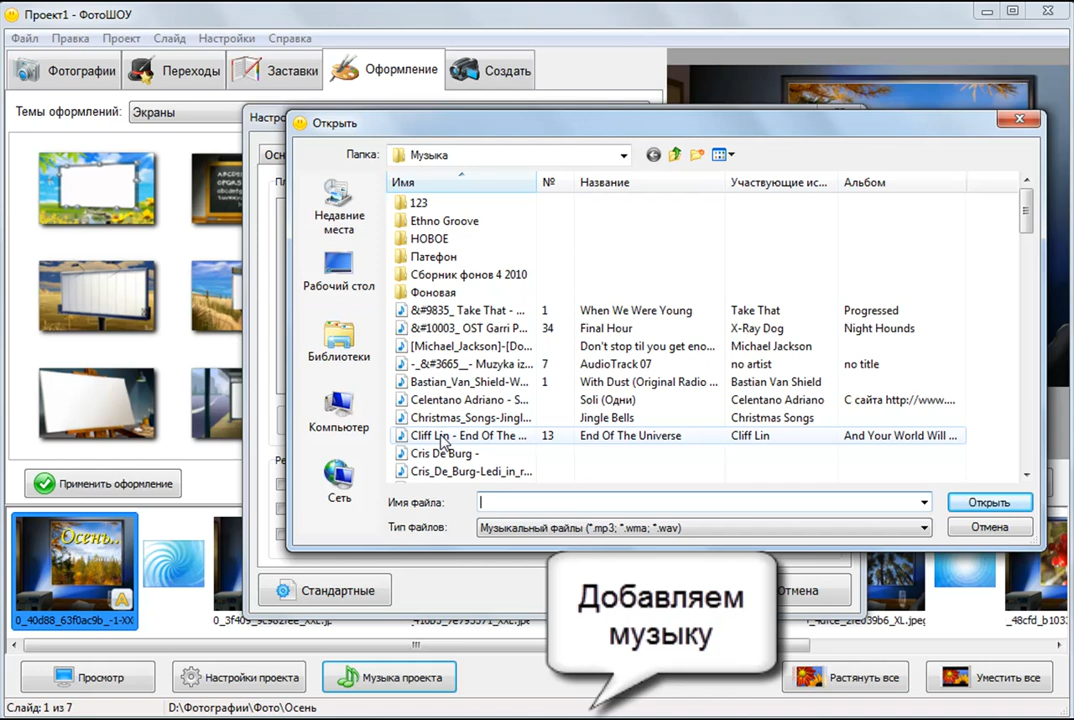 Проект1 - ФотоШОУ
Файл Правка Проект Слайд Настройки Справка
Фотографии Переходы Заставки Оформление Создать
Темы оформлений: Экраны
Открыть
Папка: Музыка
Имя № Название Участвующие ис... Альбом
Недавние места
Рабочий стол
Библиотеки
Компьютер
Сеть
123
Ethno Groove
НОВОЕ
Патефон
Сборник фонов 4 2010
Фоновая
&#9835_ Take That - ... 1 When We Were Young Take That Progressed
&#10003_ OST Garri P... 34 Final Hour X-Ray Dog Night Hounds
[Michael_Jackson]-[Do... Don't stop til you get eno... Michael Jackson
-_&#3665__- Muzyka iz... 7 AudioTrack 07 no artist no title
Bastian_Van_Shield-W... 1 With Dust (Original Radio ... Bastian Van Shield
Celentano Adriano - S... Soli (Одни) Celentano Adriano С сайта http://www....
Christmas_Songs-Jingl... Jingle Bells Christmas Songs
Cliff Lin - End Of The ... 13 End Of The Universe Cliff Lin And Your World Will ...
Cris De Burg -
Cris_De_Burg-Ledi_in_r...
Имя файла: Открыть
Тип файлов: Музыкальный файлы (*.mp3; *.wma; *.wav) Отмена
Применить оформление
Осень..
A
Стандартные
0_40d88_63f0ac9b_-1-XX
Добавляем
музыку
Просмотр Настройки проекта Музыка проекта Растянуть все Уместить все
Слайд: 1 из 7 D:\Фотографии\Фото\Осень